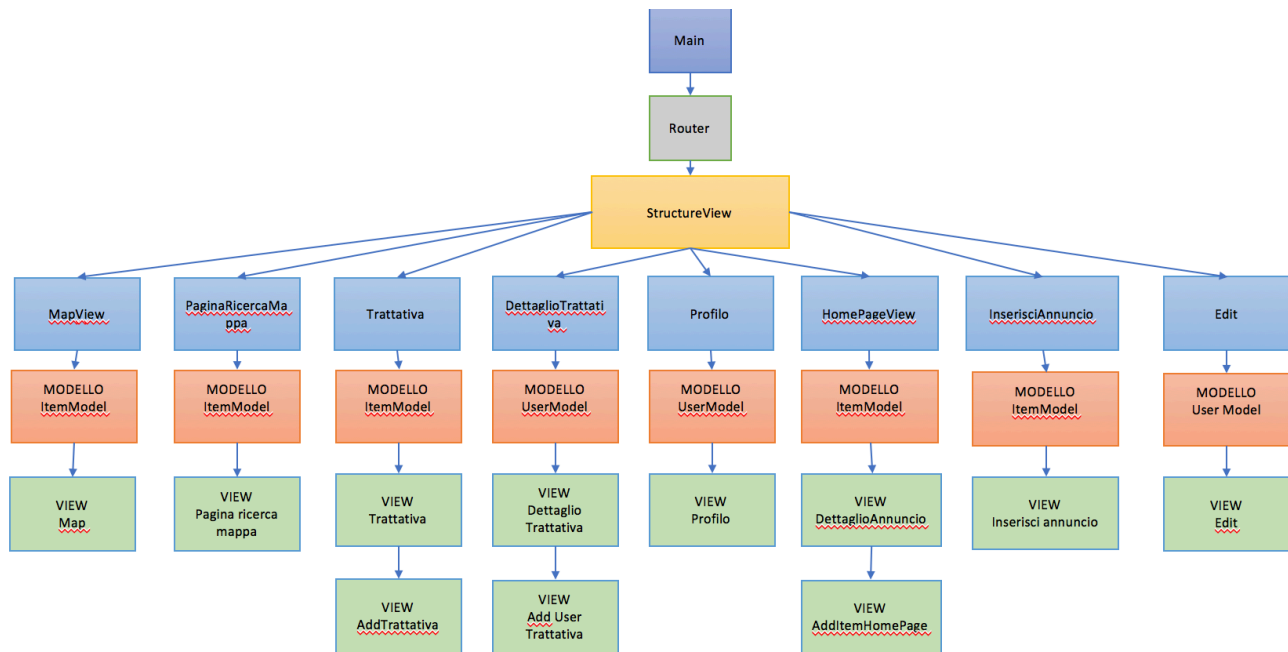 Main
Router
StructureView
MapView
PaginaRicercaMa
ppa
Trattativa
DettaglioTrattati
va
Profilo
HomePageView
InserisciAnnuncio
Edit
MODELLO
ItemModel
MODELLO
ItemModel
MODELLO
ItemModel
MODELLO
UserModel
MODELLO
UserModel
MODELLO
ItemModel
MODELLO
ItemModel
MODELLO
User Model
VIEW
Map
VIEW
Pagina ricerca
mappa
VIEW
Trattativa
VIEW
Dettaglio
Trattativa
VIEW
Profilo
VIEW
DettaglioAnnuncio
VIEW
Inserisci annuncio
VIEW
Edit
VIEW
AddTrattativa
VIEW
Add User
Trattativa
VIEW
AddItemHomePage